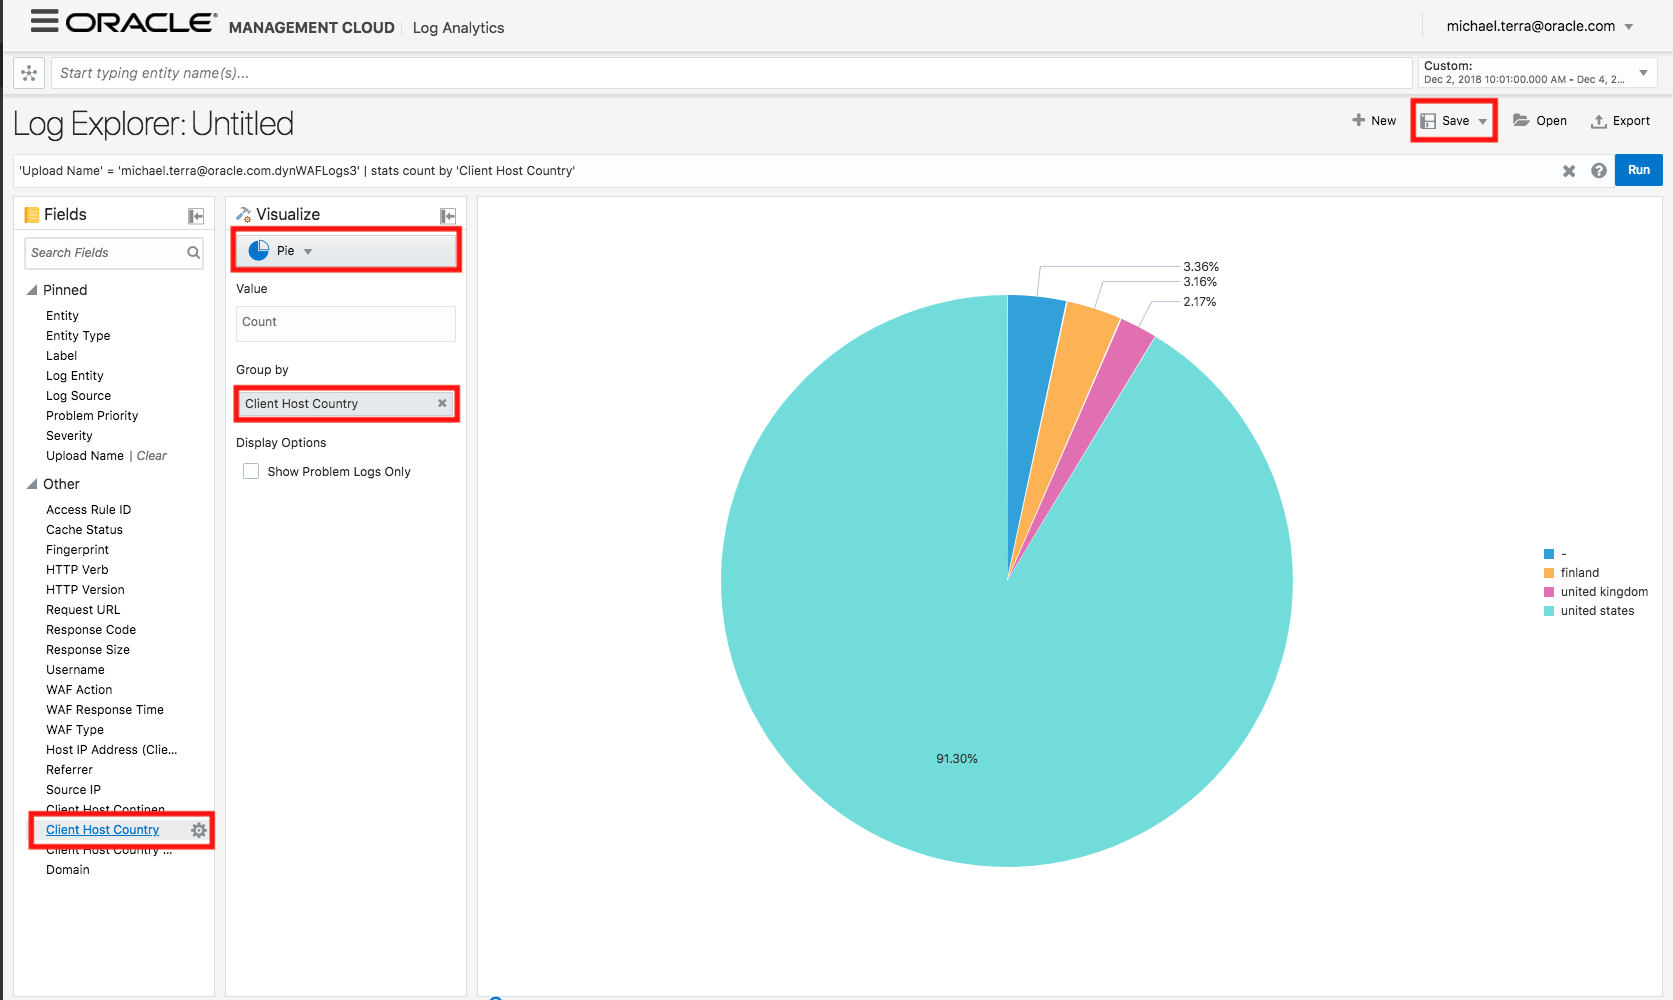 ORACLE® MANAGEMENT CLOUD Log Analytics
michael.terra@oracle.com
Start typing entity name(s)...
Custom:
Dec 2, 2018 10:01:00.000 AM - Dec 4, 2...
Log Explorer: Untitled
New
Save
Open
Export
'Upload Name' = 'michael.terra@oracle.com.dynWAFLogs3' | stats count by 'Client Host Country'
Run
Fields
Search Fields
Pinned
Entity
Entity Type
Label
Log Entity
Log Source
Problem Priority
Severity
Upload Name | Clear
Other
Access Rule ID
Cache Status
Fingerprint
HTTP Verb
HTTP Version
Request URL
Response Code
Response Size
Username
WAF Action
WAF Response Time
WAF Type
Host IP Address (Clie...
Referrer
Source IP
Client Host Continen
Client Host Country
Client Host Country ...
Domain
Visualize
Pie
Value
Count
Group by
Client Host Country
Display Options
Show Problem Logs Only
3.36%
3.16%
2.17%
91.30%
-
finland
united kingdom
united states